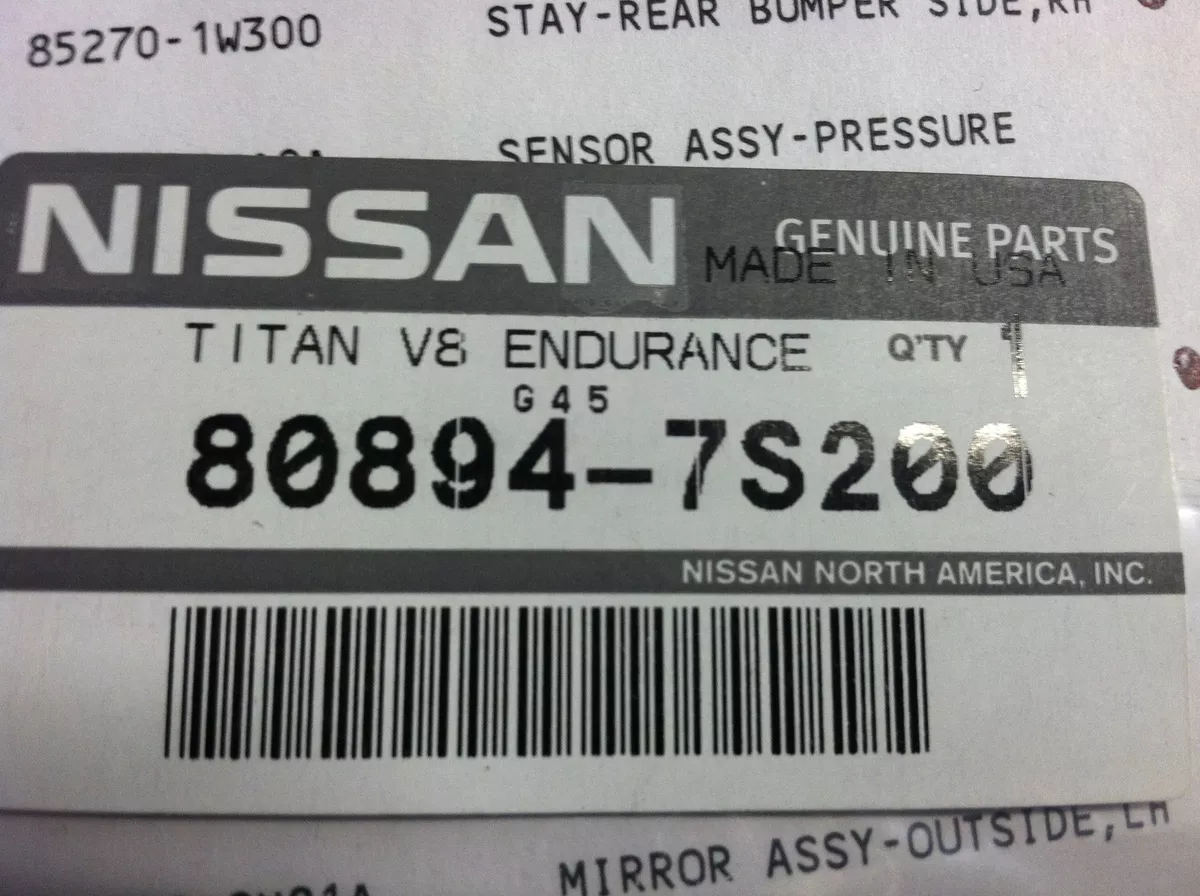 85270-1W300 STAY-REAR BUMPER SIDE,RH
SENSOR ASSY-PRESSURE
NISSAN GENUINE PARTS
MADE IN USA
TITAN V8 ENDURANCE Q'TY 1
G45
80894-7S200
NISSAN NORTH AMERICA, INC.
MIRROR ASSY-OUTSIDE,LH